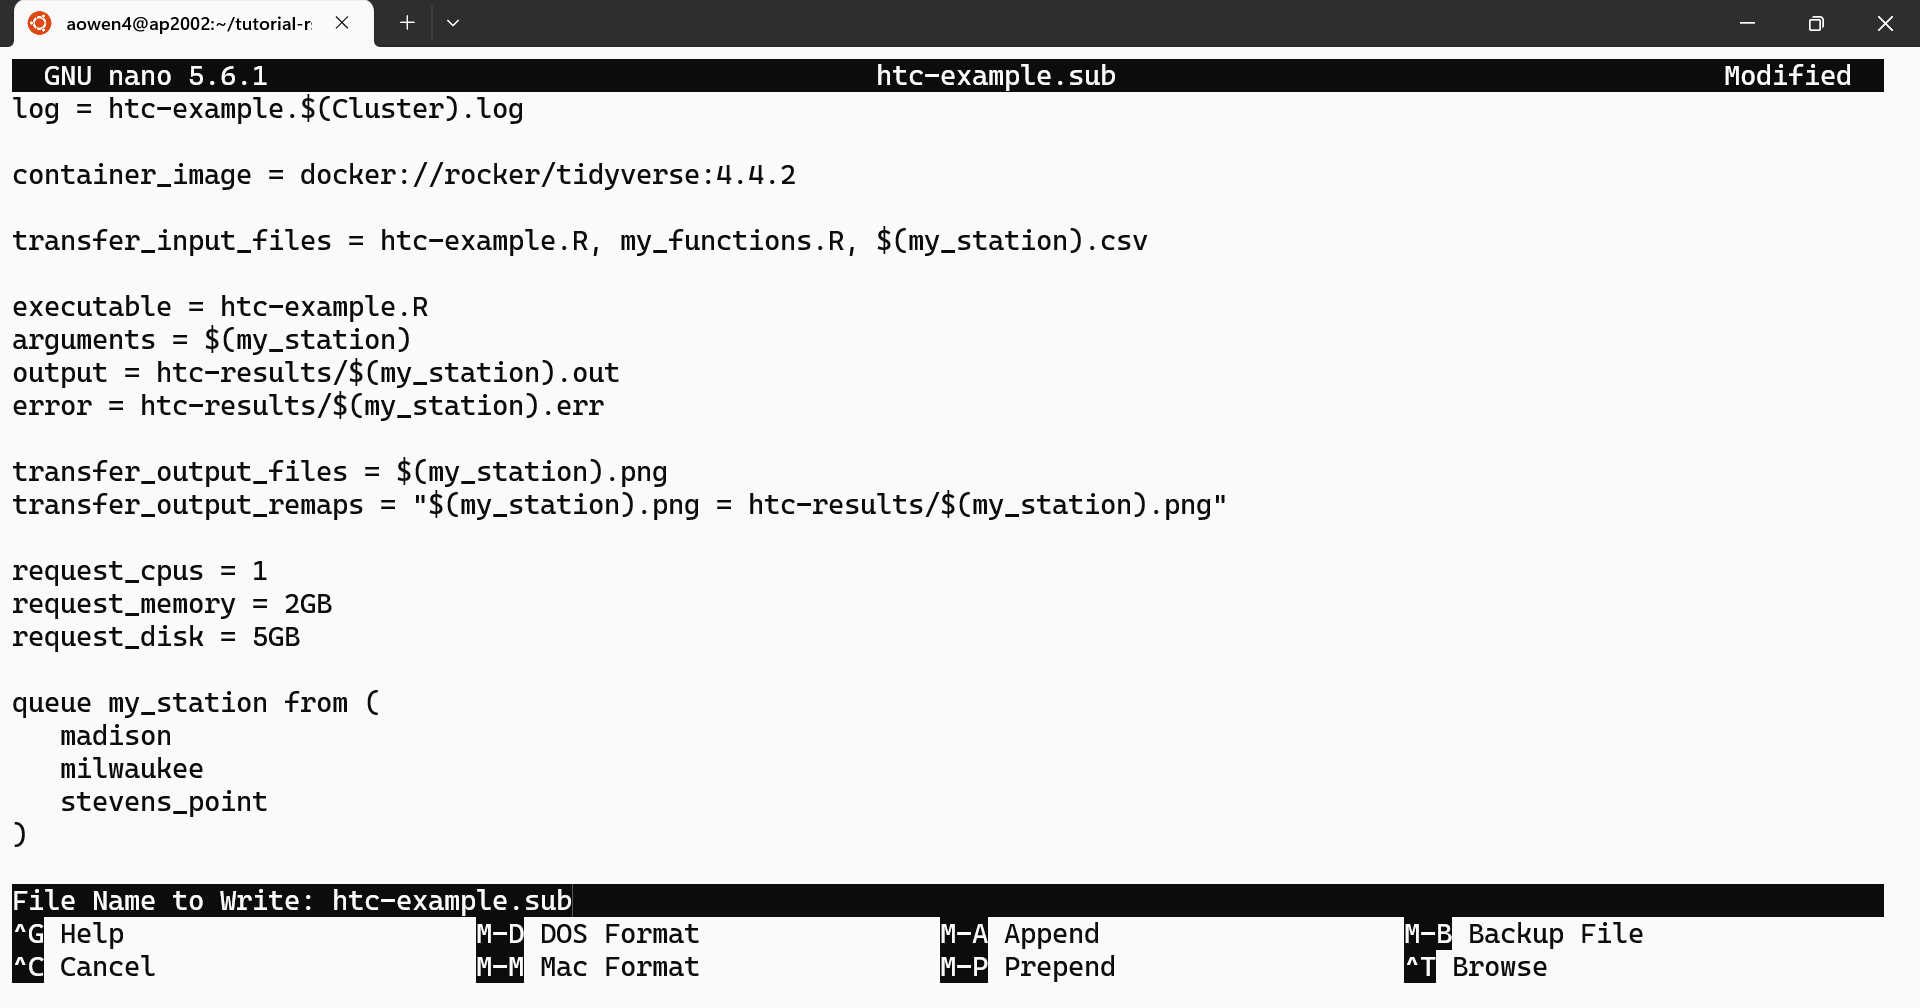 aowen4@ap2002:~/tutorial-r
GNU nano 5.6.1 htc-example.sub Modified
log = htc-example.$(Cluster).log
container_image = docker://rocker/tidyverse:4.4.2
transfer_input_files = htc-example.R, my_functions.R, $(my_station).csv
executable = htc-example.R
arguments = $(my_station)
output = htc-results/$(my_station).out
error = htc-results/$(my_station).err
transfer_output_files = $(my_station).png
transfer_output_remaps = "$(my_station).png = htc-results/$(my_station).png"
request_cpus = 1
request_memory = 2GB
request_disk = 5GB
queue my_station from (
   madison
   milwaukee
   stevens_point
)
File Name to Write: htc-example.sub
^G Help M-D DOS Format M-A Append M-B Backup File
^C Cancel M-M Mac Format M-P Prepend ^T Browse